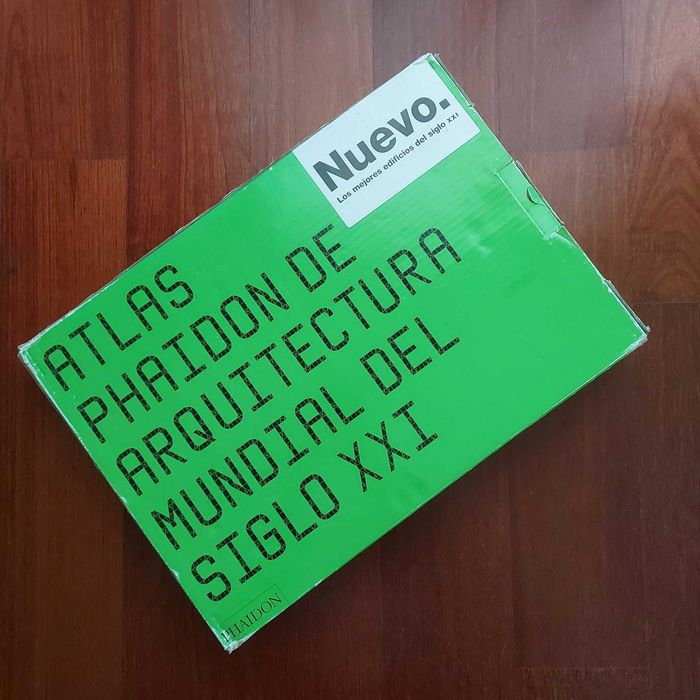 Nuevo.
Los mejores edificios del siglo XXI
ATLAS
PHAIDON DE
ARQUITECTURA
MUNDIAL DEL
SIGLO XXI
PHAIDON